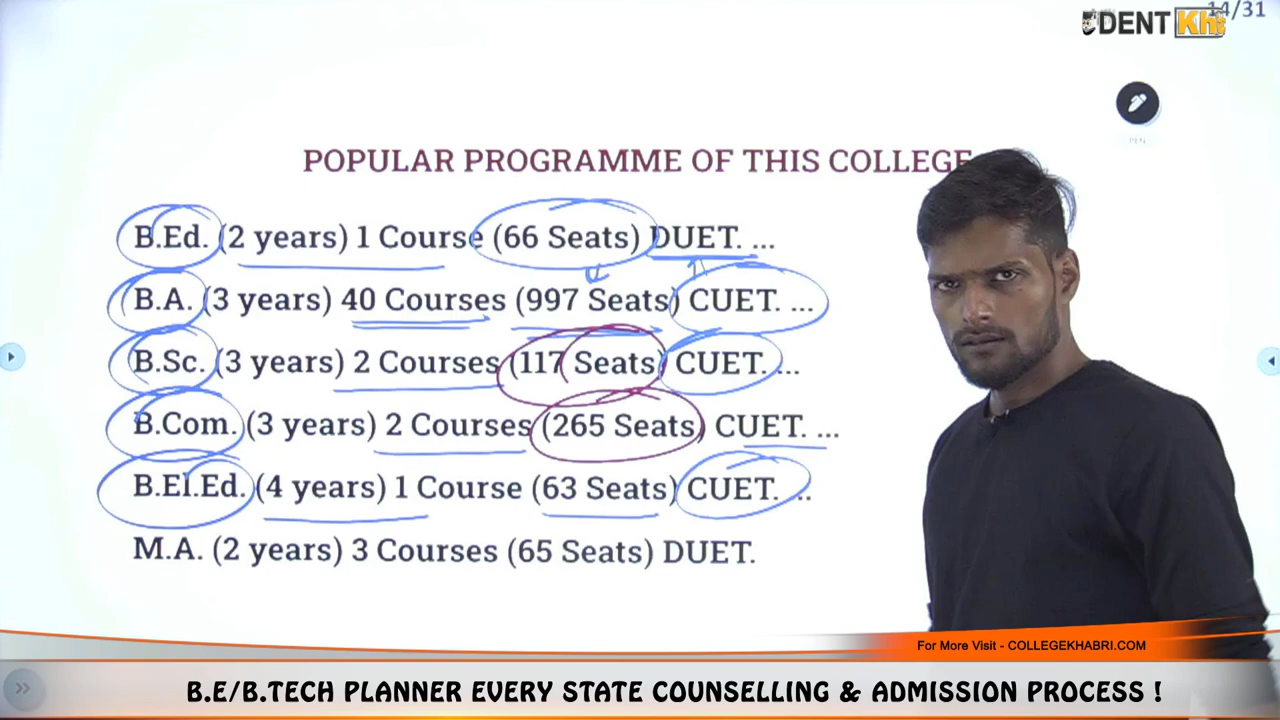 14/31
DENT Kh
PEN
POPULAR PROGRAMME OF THIS COLLEGE
B.Ed. (2 years) 1 Course (66 Seats) DUET. ...
B.A. (3 years) 40 Courses (997 Seats) CUET. ...
B.Sc. (3 years) 2 Courses (117 Seats) CUET. ...
B.Com. (3 years) 2 Courses (265 Seats) CUET. ...
B.El.Ed. (4 years) 1 Course (63 Seats) CUET. ...
M.A. (2 years) 3 Courses (65 Seats) DUET.
For More Visit - COLLEGEKHABRI.COM
B.E/B.TECH PLANNER EVERY STATE COUNSELLING & ADMISSION PROCESS !